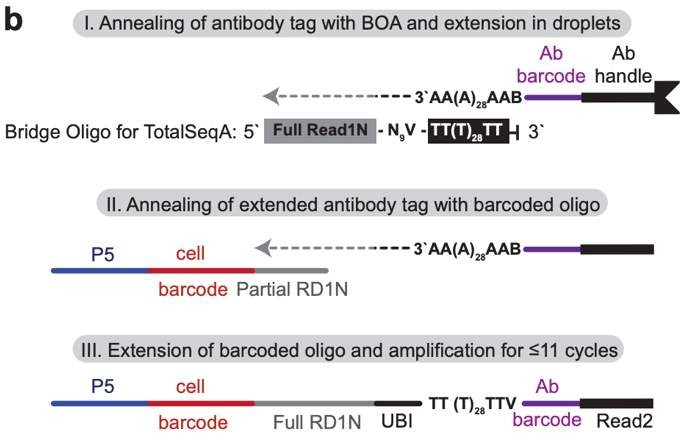 b
I. Annealing of antibody tag with BOA and extension in droplets
Ab barcode
Ab handle
3`AA(A)28AAB
Bridge Oligo for TotalSeqA: 5` Full Read1N - N9V - TT(T)28TT 3`
II. Annealing of extended antibody tag with barcoded oligo
3`AA(A)28AAB
P5 cell
barcode Partial RD1N
III. Extension of barcoded oligo and amplification for ≤11 cycles
P5 cell TT (T)28TTV Ab
barcode Full RD1N UBI barcode Read2